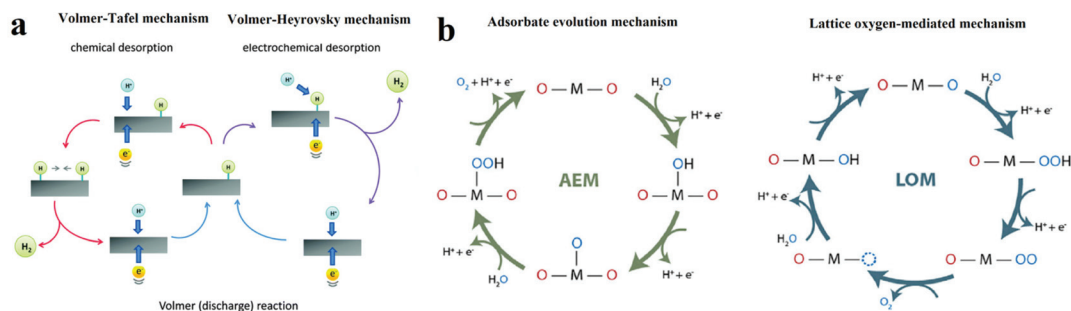 a
Volmer-Tafel mechanism
chemical desorption
Volmer-Heyrovsky mechanism
electrochemical desorption
H⁺
H
e⁻
H
H
H₂
H⁺
e⁻
H
H⁺
H
e⁻
H₂
H⁺
e⁻
Volmer (discharge) reaction
b
Adsorbate evolution mechanism
O₂ + H⁺ + e⁻
O — M — O
H₂O
H⁺ + e⁻
OOH
O — M — O
AEM
OH
O — M — O
H⁺ + e⁻
H₂O
O
O — M — O
H⁺ + e⁻
Lattice oxygen-mediated mechanism
H⁺ + e⁻
O — M — O
H₂O
H⁺ + e⁻
O — M — OH
LOM
O — M — OOH
H⁺ + e⁻
H₂O
H⁺ + e⁻
O — M —
O — M — OO
O₂